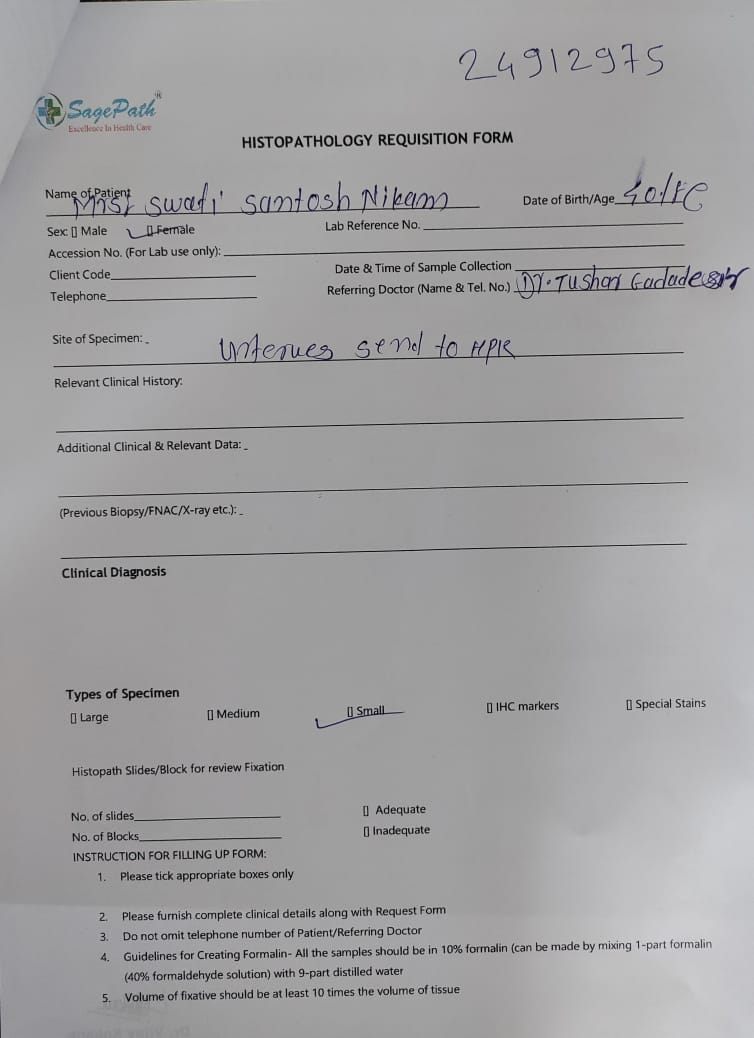 24912975
SagePath®
Excellence In Health Care
HISTOPATHOLOGY REQUISITION FORM
Name of Patient Mrs. Swati Santosh Nikam Date of Birth/Age
Sex: [] Male [] Female Lab Reference No.
Accession No. (For Lab use only):
Client Code Date & Time of Sample Collection
Telephone Referring Doctor (Name & Tel. No.) Dr. Tushar
Site of Specimen:
send to HPR
Relevant Clinical History:
Additional Clinical & Relevant Data:
(Previous Biopsy/FNAC/X-ray etc.):
Clinical Diagnosis
Types of Specimen
[] Large [] Medium [] Small [] IHC markers [] Special Stains
Histopath Slides/Block for review Fixation
No. of slides [] Adequate
No. of Blocks [] Inadequate
INSTRUCTION FOR FILLING UP FORM:
1. Please tick appropriate boxes only
2. Please furnish complete clinical details along with Request Form
3. Do not omit telephone number of Patient/Referring Doctor
4. Guidelines for Creating Formalin- All the samples should be in 10% formalin (can be made by mixing 1-part formalin
(40% formaldehyde solution) with 9-part distilled water
5. Volume of fixative should be at least 10 times the volume of tissue